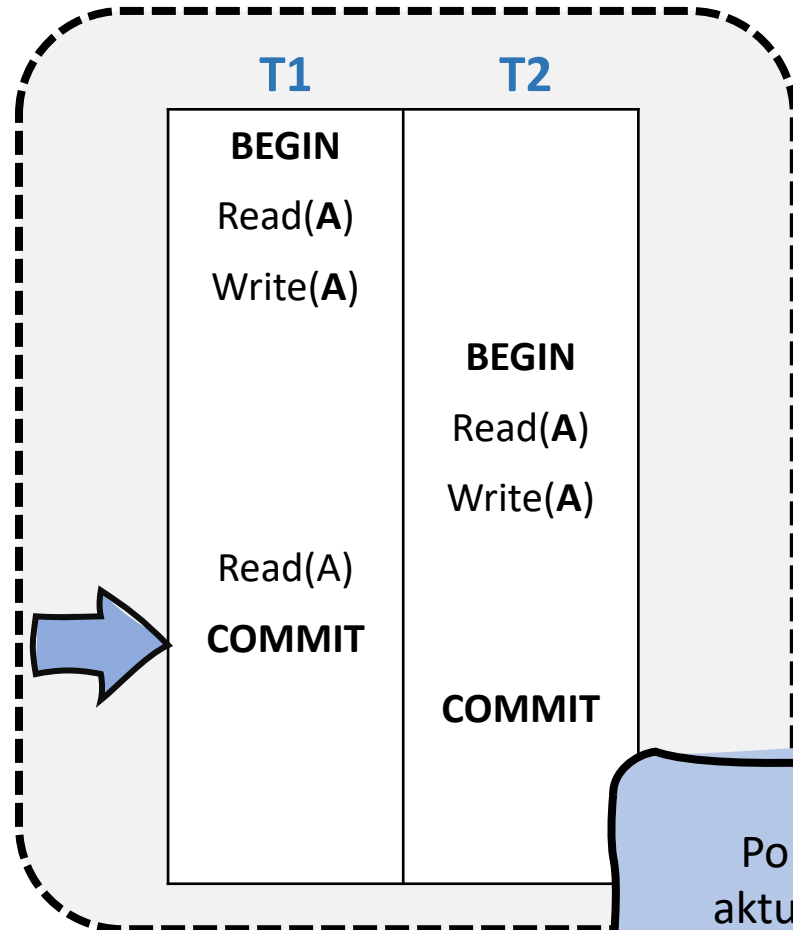 T1 T2
BEGIN
Read(A)
Write(A)
BEGIN
Read(A)
Write(A)
Read(A)
COMMIT
COMMIT
Po
aktu